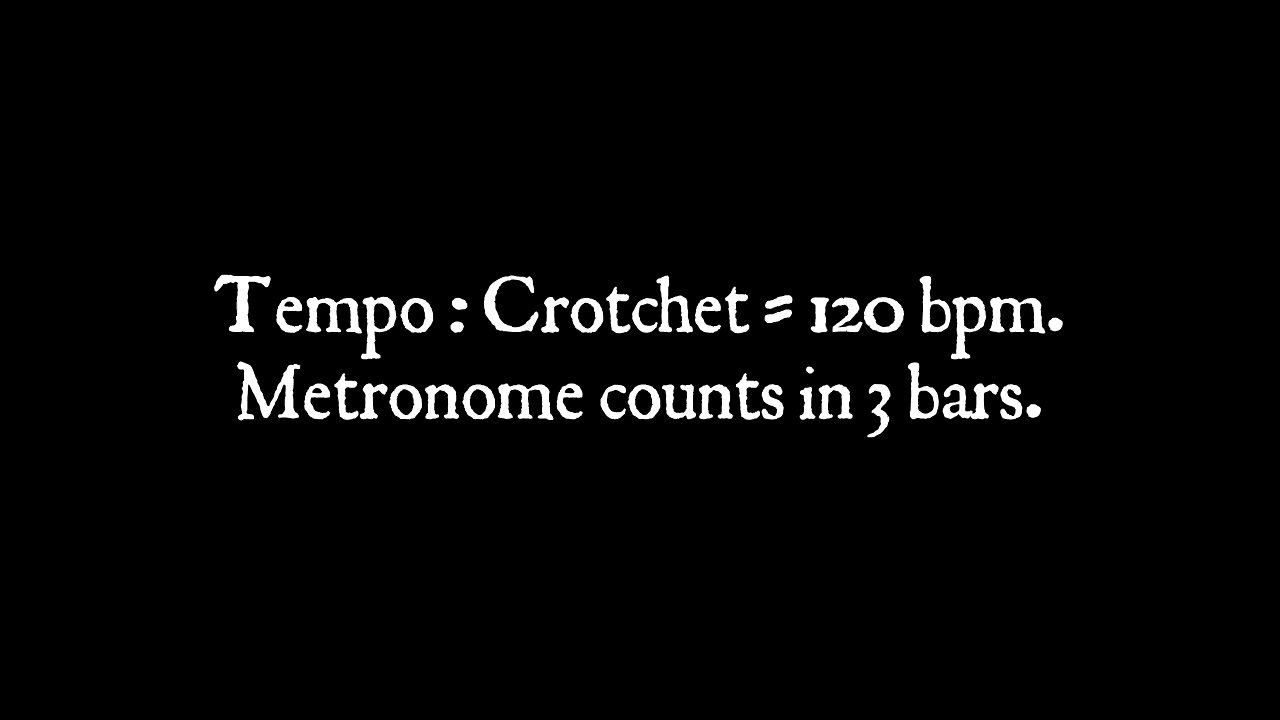 Tempo : Crotchet = 120 bpm.
Metronome counts in 3 bars.